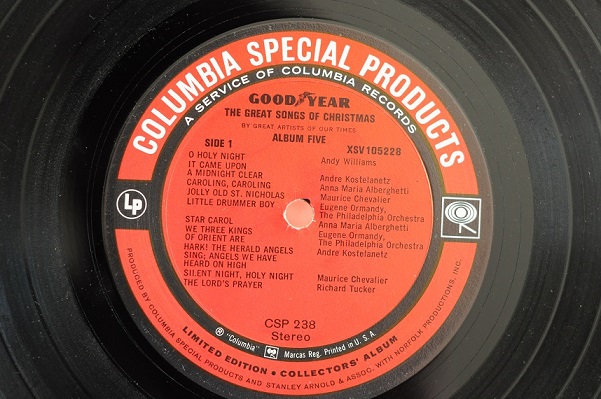 COLUMBIA SPECIAL PRODUCTS
A SERVICE OF COLUMBIA RECORDS
GOODYEAR
THE GREAT SONGS OF CHRISTMAS
BY GREAT ARTISTS OF OUR TIMES
ALBUM FIVE
SIDE 1 XSV 105228
O HOLY NIGHT Andy Williams
IT CAME UPON
A MIDNIGHT CLEAR Andre Kostelanetz
CAROLING, CAROLING Anna Maria Alberghetti
JOLLY OLD ST. NICHOLAS Maurice Chevalier
LITTLE DRUMMER BOY Eugene Ormandy,
The Philadelphia Orchestra
STAR CAROL Anna Maria Alberghetti
WE THREE KINGS Eugene Ormandy,
OF ORIENT ARE The Philadelphia Orchestra
HARK! THE HERALD ANGELS Andre Kostelanetz
SING; ANGELS WE HAVE
HEARD ON HIGH
SILENT NIGHT, HOLY NIGHT Maurice Chevalier
THE LORD'S PRAYER Richard Tucker
LP
CSP 238
Stereo
® "Columbia" Marcas Reg. Printed in U. S. A.
LIMITED EDITION • COLLECTORS' ALBUM
PRODUCED BY COLUMBIA SPECIAL PRODUCTS AND STANLEY ARNOLD & ASSOC. WITH NORFOLK PRODUCTIONS, INC.